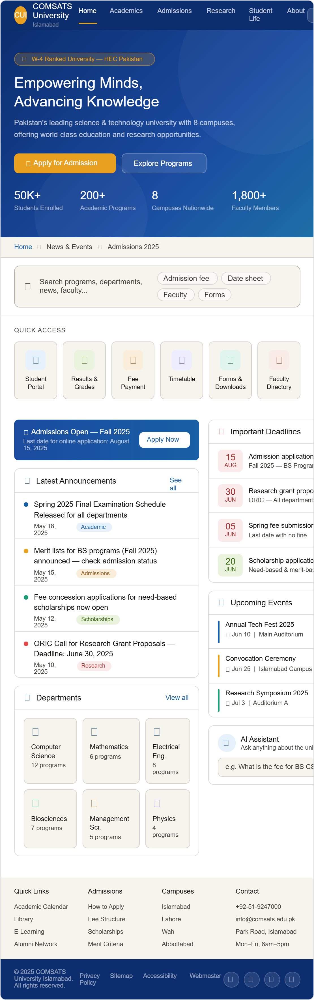 CUI
COMSATS
University
Islamabad
Home
Academics
Admissions
Research
Student
Life
About
W-4 Ranked University — HEC Pakistan
Empowering Minds,
Advancing Knowledge
Pakistan's leading science & technology university with 8 campuses,
offering world-class education and research opportunities.
Apply for Admission
Explore Programs
50K+
Students Enrolled
200+
Academic Programs
8
Campuses Nationwide
1,800+
Faculty Members
Home
News & Events
Admissions 2025
Search programs, departments,
news, faculty...
Admission fee
Date sheet
Faculty
Forms
QUICK ACCESS
Student
Portal
Results &
Grades
Fee
Payment
Timetable
Forms &
Downloads
Faculty
Directory
Admissions Open — Fall 2025
Last date for online application: August
15, 2025
Apply Now
Latest Announcements
See
all
Spring 2025 Final Examination Schedule
Released for all departments
May 18,
2025
Academic
Merit lists for BS programs (Fall 2025)
announced — check admission status
May 15,
2025
Admissions
Fee concession applications for need-based
scholarships now open
May 12,
2025
Scholarships
ORIC Call for Research Grant Proposals —
Deadline: June 30, 2025
May 10,
2025
Research
Departments
View all
Computer
Science
12 programs
Mathematics
6 programs
Electrical
Eng.
8
programs
Biosciences
7 programs
Management
Sci.
5 programs
Physics
4
programs
Important Deadlines
15
AUG
Admission application
Fall 2025 — BS
30
JUN
Research grant
ORIC — All
05
JUN
Spring fee submission
Last date with no fine
20
JUN
Scholarship
Need-based &
Upcoming Events
Annual Tech Fest 2025
Jun 10 | Main Auditorium
Convocation Ceremony
Jun 25 | Islamabad Campus
Research Symposium 2025
Jul 3 | Auditorium A
AI Assistant
Ask anything about the
e.g. What is the fee for BS
Quick Links
Academic Calendar
Library
E-Learning
Alumni Network
Admissions
How to Apply
Fee Structure
Scholarships
Merit Criteria
Campuses
Islamabad
Lahore
Wah
Abbottabad
Contact
+92-51-9247000
info@comsats.edu.pk
Park Road, Islamabad
Mon–Fri, 8am–5pm
© 2025 COMSATS
University Islamabad.
All rights reserved.
Privacy
Policy
Sitemap
Accessibility
Webmaster